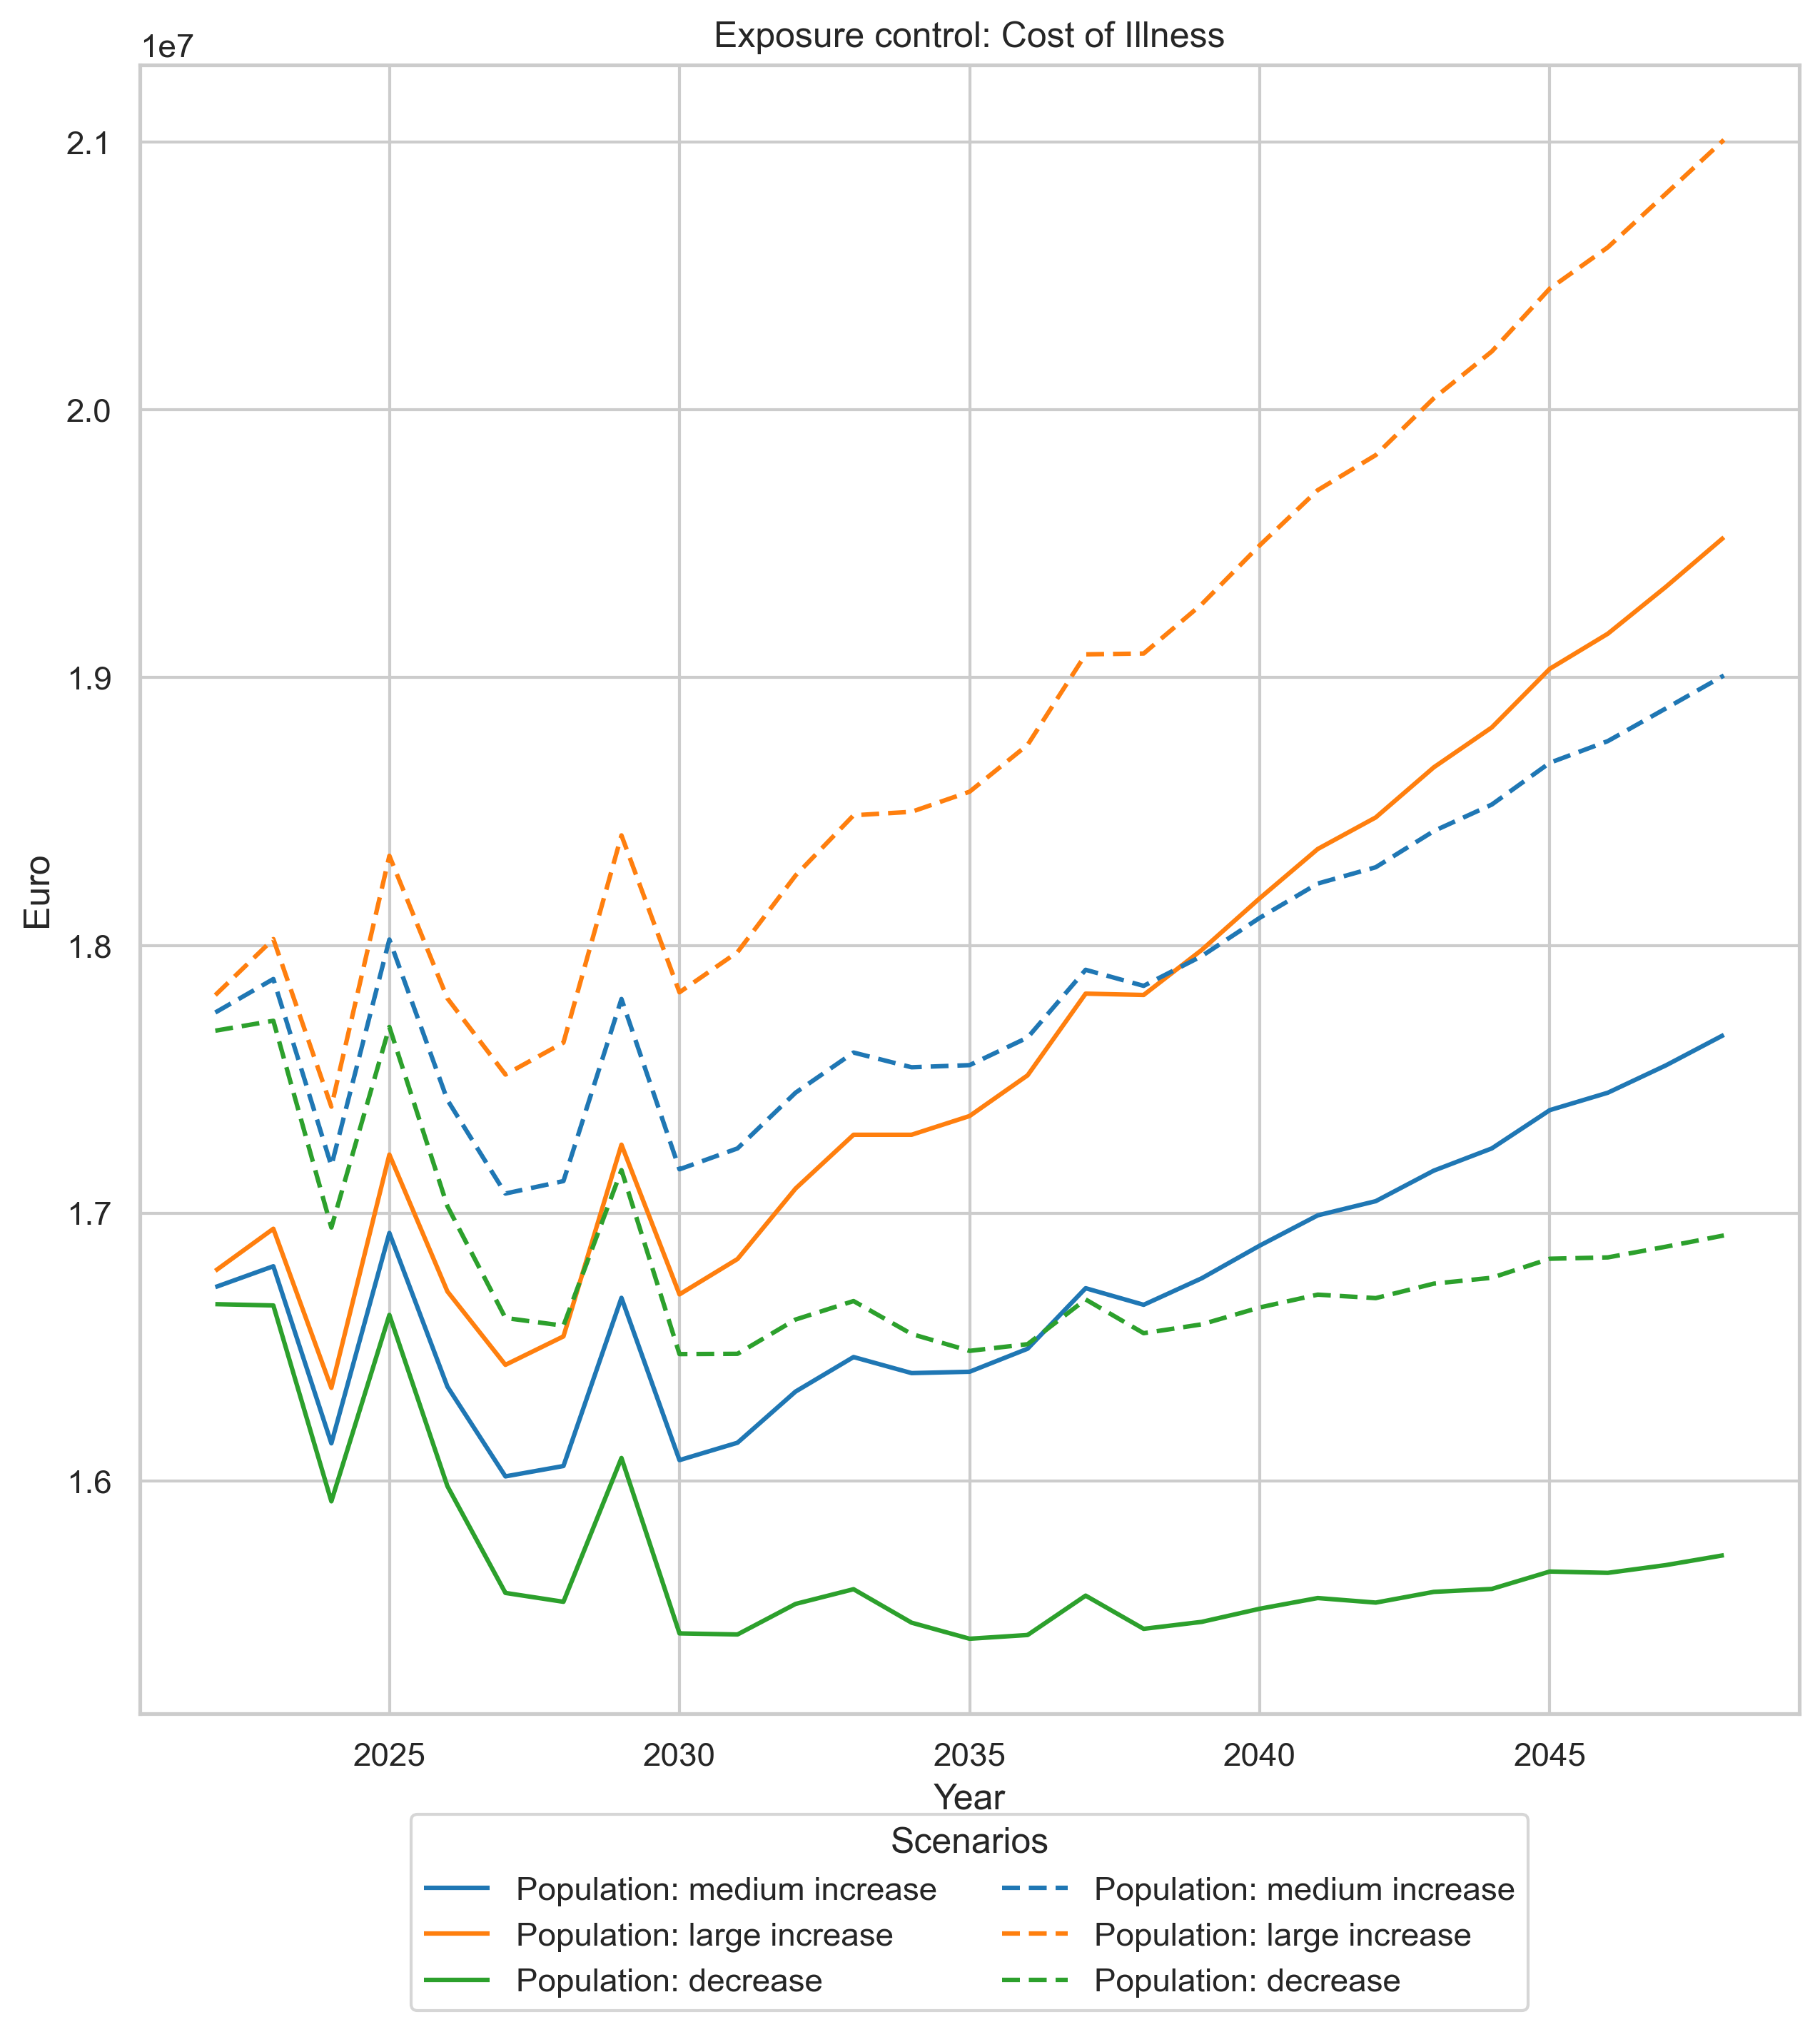 Exposure control: Cost of Illness
1e7
2.1
2.0
1.9
1.8
1.7
1.6
Euro
2025 2030 2035 2040 2045
Year
Scenarios
Population: medium increase Population: medium increase
Population: large increase Population: large increase
Population: decrease Population: decrease